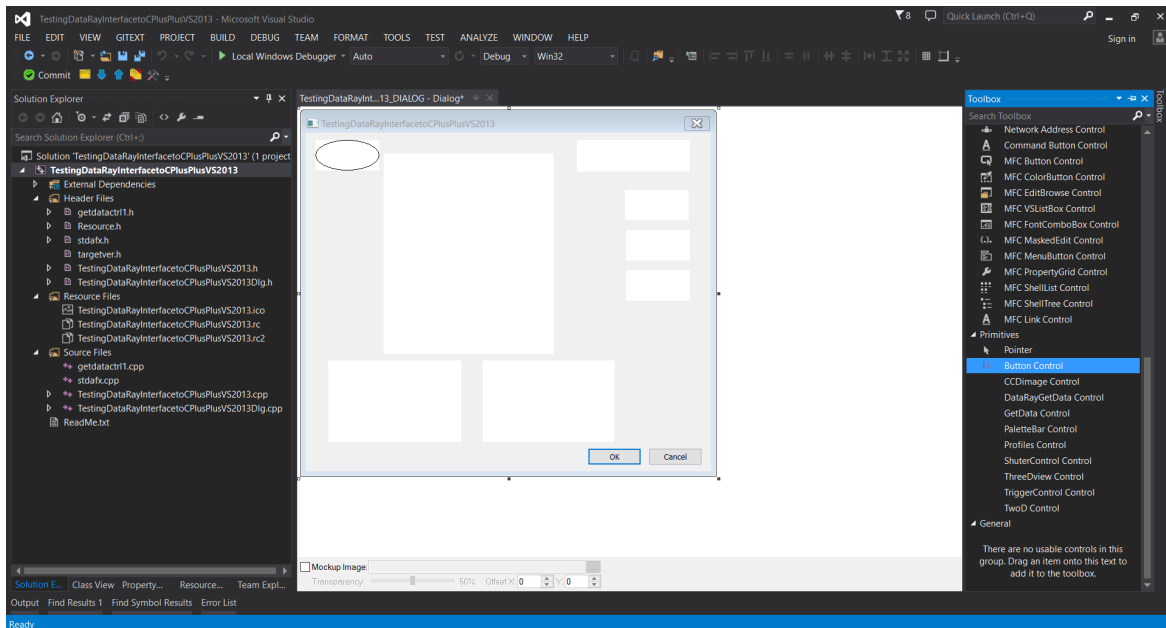 TestingDataRayInterfacetoCPlusPlusVS2013 - Microsoft Visual Studio
8
Quick Launch (Ctrl+Q)
FILE EDIT VIEW GITEXT PROJECT BUILD DEBUG TEAM FORMAT TOOLS TEST ANALYZE WINDOW HELP
Sign in
Local Windows Debugger Auto Debug Win32
Commit
Solution Explorer
Search Solution Explorer (Ctrl+;)
Solution 'TestingDataRayInterfacetoCPlusPlusVS2013' (1 project
TestingDataRayInterfacetoCPlusPlusVS2013
External Dependencies
Header Files
getdatactrl1.h
Resource.h
stdafx.h
targetver.h
TestingDataRayInterfacetoCPlusPlusVS2013.h
TestingDataRayInterfacetoCPlusPlusVS2013Dlg.h
Resource Files
TestingDataRayInterfacetoCPlusPlusVS2013.ico
TestingDataRayInterfacetoCPlusPlusVS2013.rc
TestingDataRayInterfacetoCPlusPlusVS2013.rc2
Source Files
getdatactrl1.cpp
stdafx.cpp
TestingDataRayInterfacetoCPlusPlusVS2013.cpp
TestingDataRayInterfacetoCPlusPlusVS2013Dlg.cpp
ReadMe.txt
Solution E... Class View Property... Resource... Team Expl...
TestingDataRayInt...13_DIALOG - Dialog*
TestingDataRayInterfacetoCPlusPlusVS2013
OK Cancel
Mockup Image: ...
Transparency: 50% Offset X: 0 Y: 0
Toolbox
Search Toolbox
Network Address Control
Command Button Control
MFC Button Control
MFC ColorButton Control
MFC EditBrowse Control
MFC VSListBox Control
MFC FontComboBox Control
MFC MaskedEdit Control
MFC MenuButton Control
MFC PropertyGrid Control
MFC ShellList Control
MFC ShellTree Control
MFC Link Control
Primitives
Pointer
Button Control
CCDimage Control
DataRayGetData Control
GetData Control
PaletteBar Control
Profiles Control
ShuterControl Control
ThreeDview Control
TriggerControl Control
TwoD Control
General
There are no usable controls in this
group. Drag an item onto this text to
add it to the toolbox.
Toolbox
Output Find Results 1 Find Symbol Results Error List
Ready